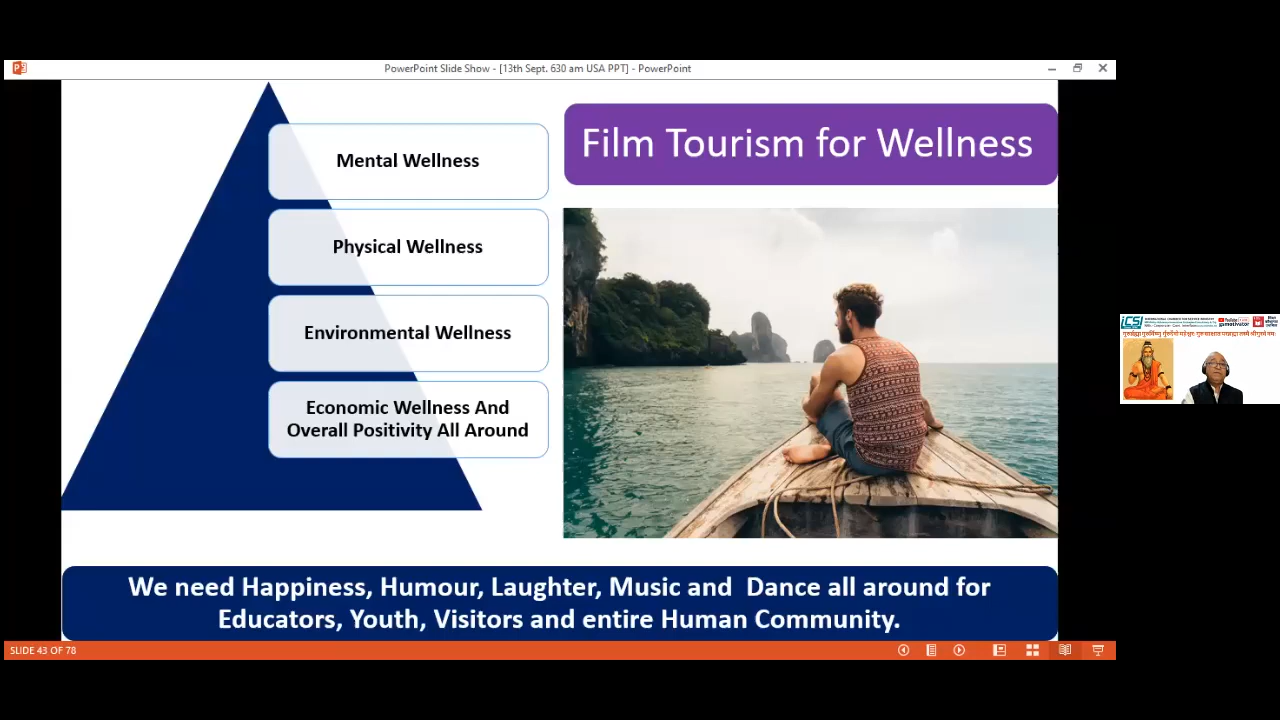 PowerPoint Slide Show - [13th Sept. 630 am USA PPT] - PowerPoint
Film Tourism for Wellness
Mental Wellness
Physical Wellness
Environmental Wellness
Economic Wellness And
Overall Positivity All Around
We need Happiness, Humour, Laughter, Music and Dance all around for
Educators, Youth, Visitors and entire Human Community.
SLIDE 43 OF 78
iCSI
YouTube